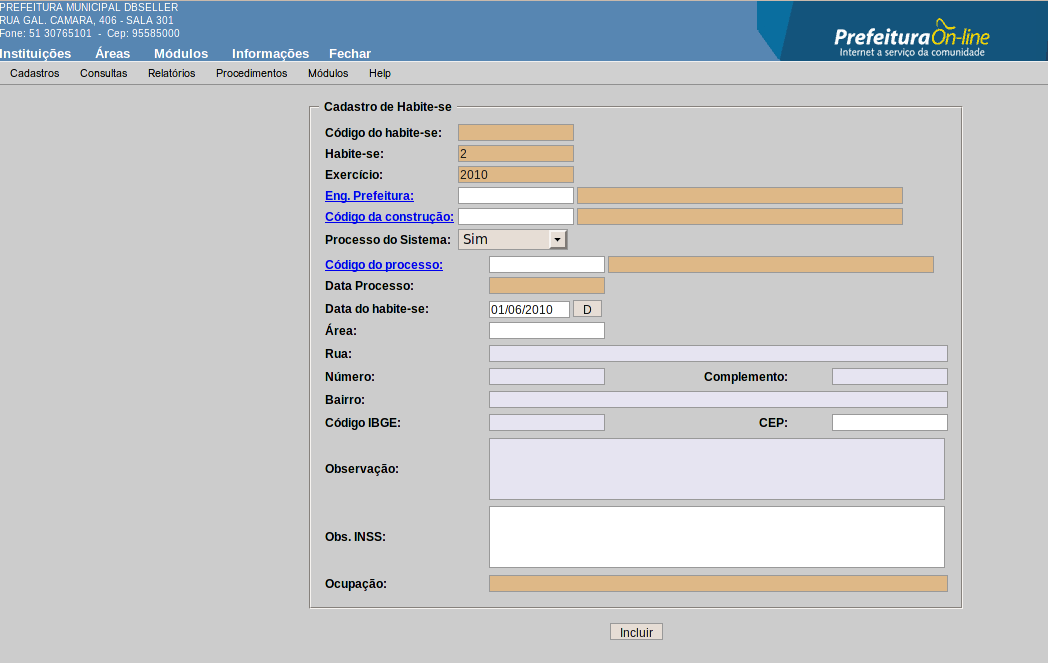 PREFEITURA MUNICIPAL DBSELLER
RUA GAL. CAMARA, 406 - SALA 301
Fone: 51 30765101 - Cep: 95585000
PrefeituraOn-line
Internet a serviço da comunidade
Instituições Áreas Módulos Informações Fechar
Cadastros Consultas Relatórios Procedimentos Módulos Help
Cadastro de Habite-se
Código do habite-se:
Habite-se: 2
Exercício: 2010
Eng. Prefeitura:
Código da construção:
Processo do Sistema: Sim
Código do processo:
Data Processo:
Data do habite-se: 01/06/2010 D
Área:
Rua:
Número: Complemento:
Bairro:
Código IBGE: CEP:
Observação:
Obs. INSS:
Ocupação:
Incluir